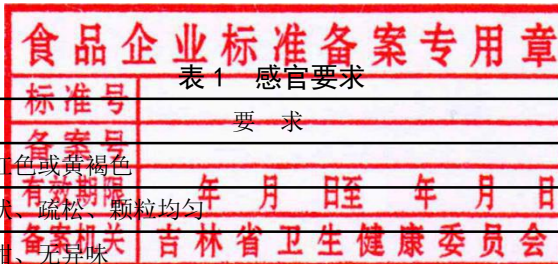 食品企业标准备案专用章
表1 感官要求
标准号
要 求
备案号
红色或黄褐色
有效期限 年 月 日至 年 月 日
状、疏松、颗粒均匀
备案机关 吉林省卫生健康委员会
甜、无异味